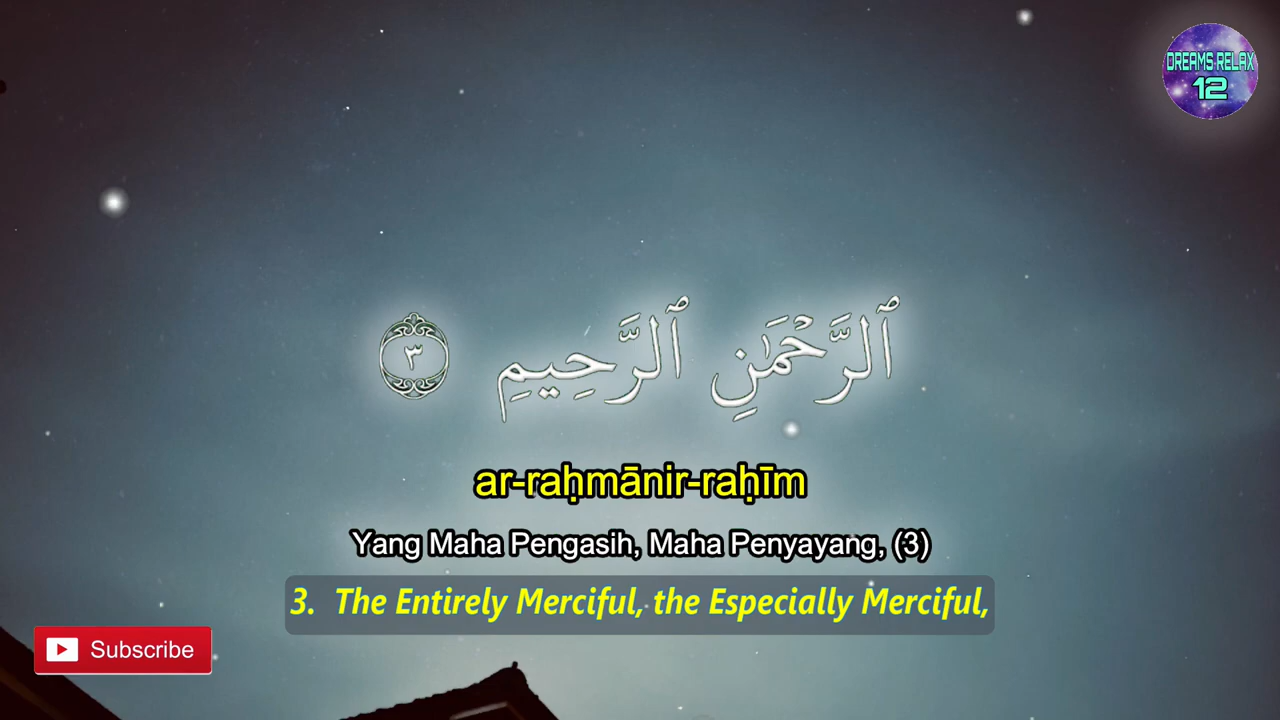 DREAMS RELAX
12
ٱلرَّحْمَـٰنِ ٱلرَّحِيمِ ٣
ar-raḥmānir-raḥīm
Yang Maha Pengasih, Maha Penyayang, (3)
3. The Entirely Merciful, the Especially Merciful,
Subscribe